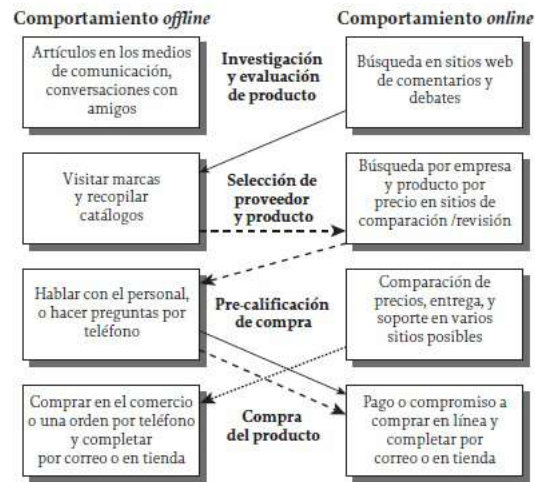 Comportamiento offline
Comportamiento online
Artículos en los medios
de comunicación,
conversaciones con
amigos
Investigación
y evaluación
de producto
Búsqueda en sitios web
de comentarios y
debates
Visitar marcas
y recopilar
catálogos
Selección de
proveedor
y producto
Búsqueda por empresa
y producto por
precio en sitios de
comparación /revisión
Hablar con el personal,
o hacer preguntas por
teléfono
Pre-calificación
de compra
Comparación de
precios, entrega, y
soporte en varios
sitios posibles
Comprar en el comercio
o una orden por teléfono
y completar
por correo o en tienda
Compra
del producto
Pago o compromiso a
comprar en línea y
completar por
correo o en tienda